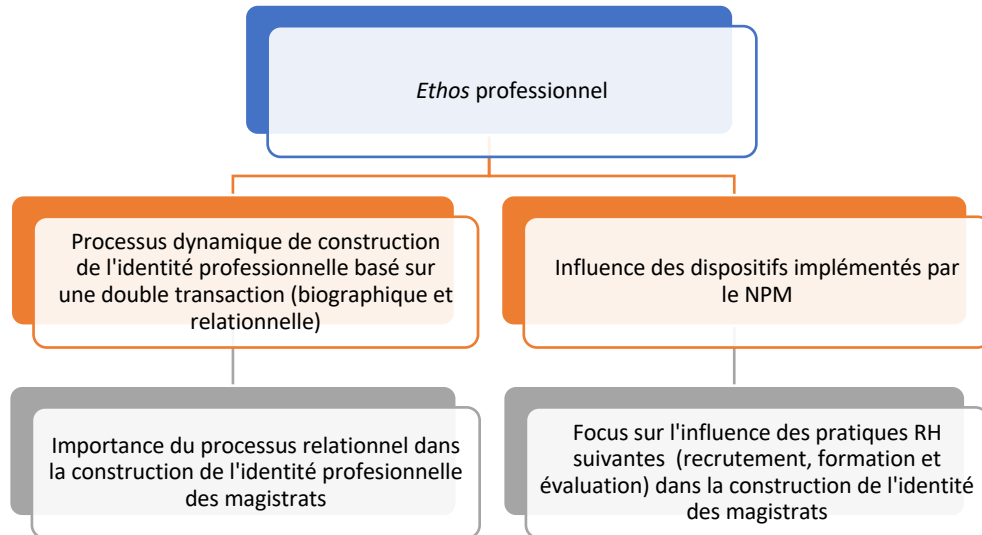 Ethos professionnel
Processus dynamique de construction
de l'identité professionnelle basé sur
une double transaction (biographique et
relationnelle)
Influence des dispositifs implémentés par
le NPM
Importance du processus relationnel dans
la construction de l'identité profesionnelle
des magistrats
Focus sur l'influence des pratiques RH
suivantes (recrutement, formation et
évaluation) dans la construction de l'identité
des magistrats